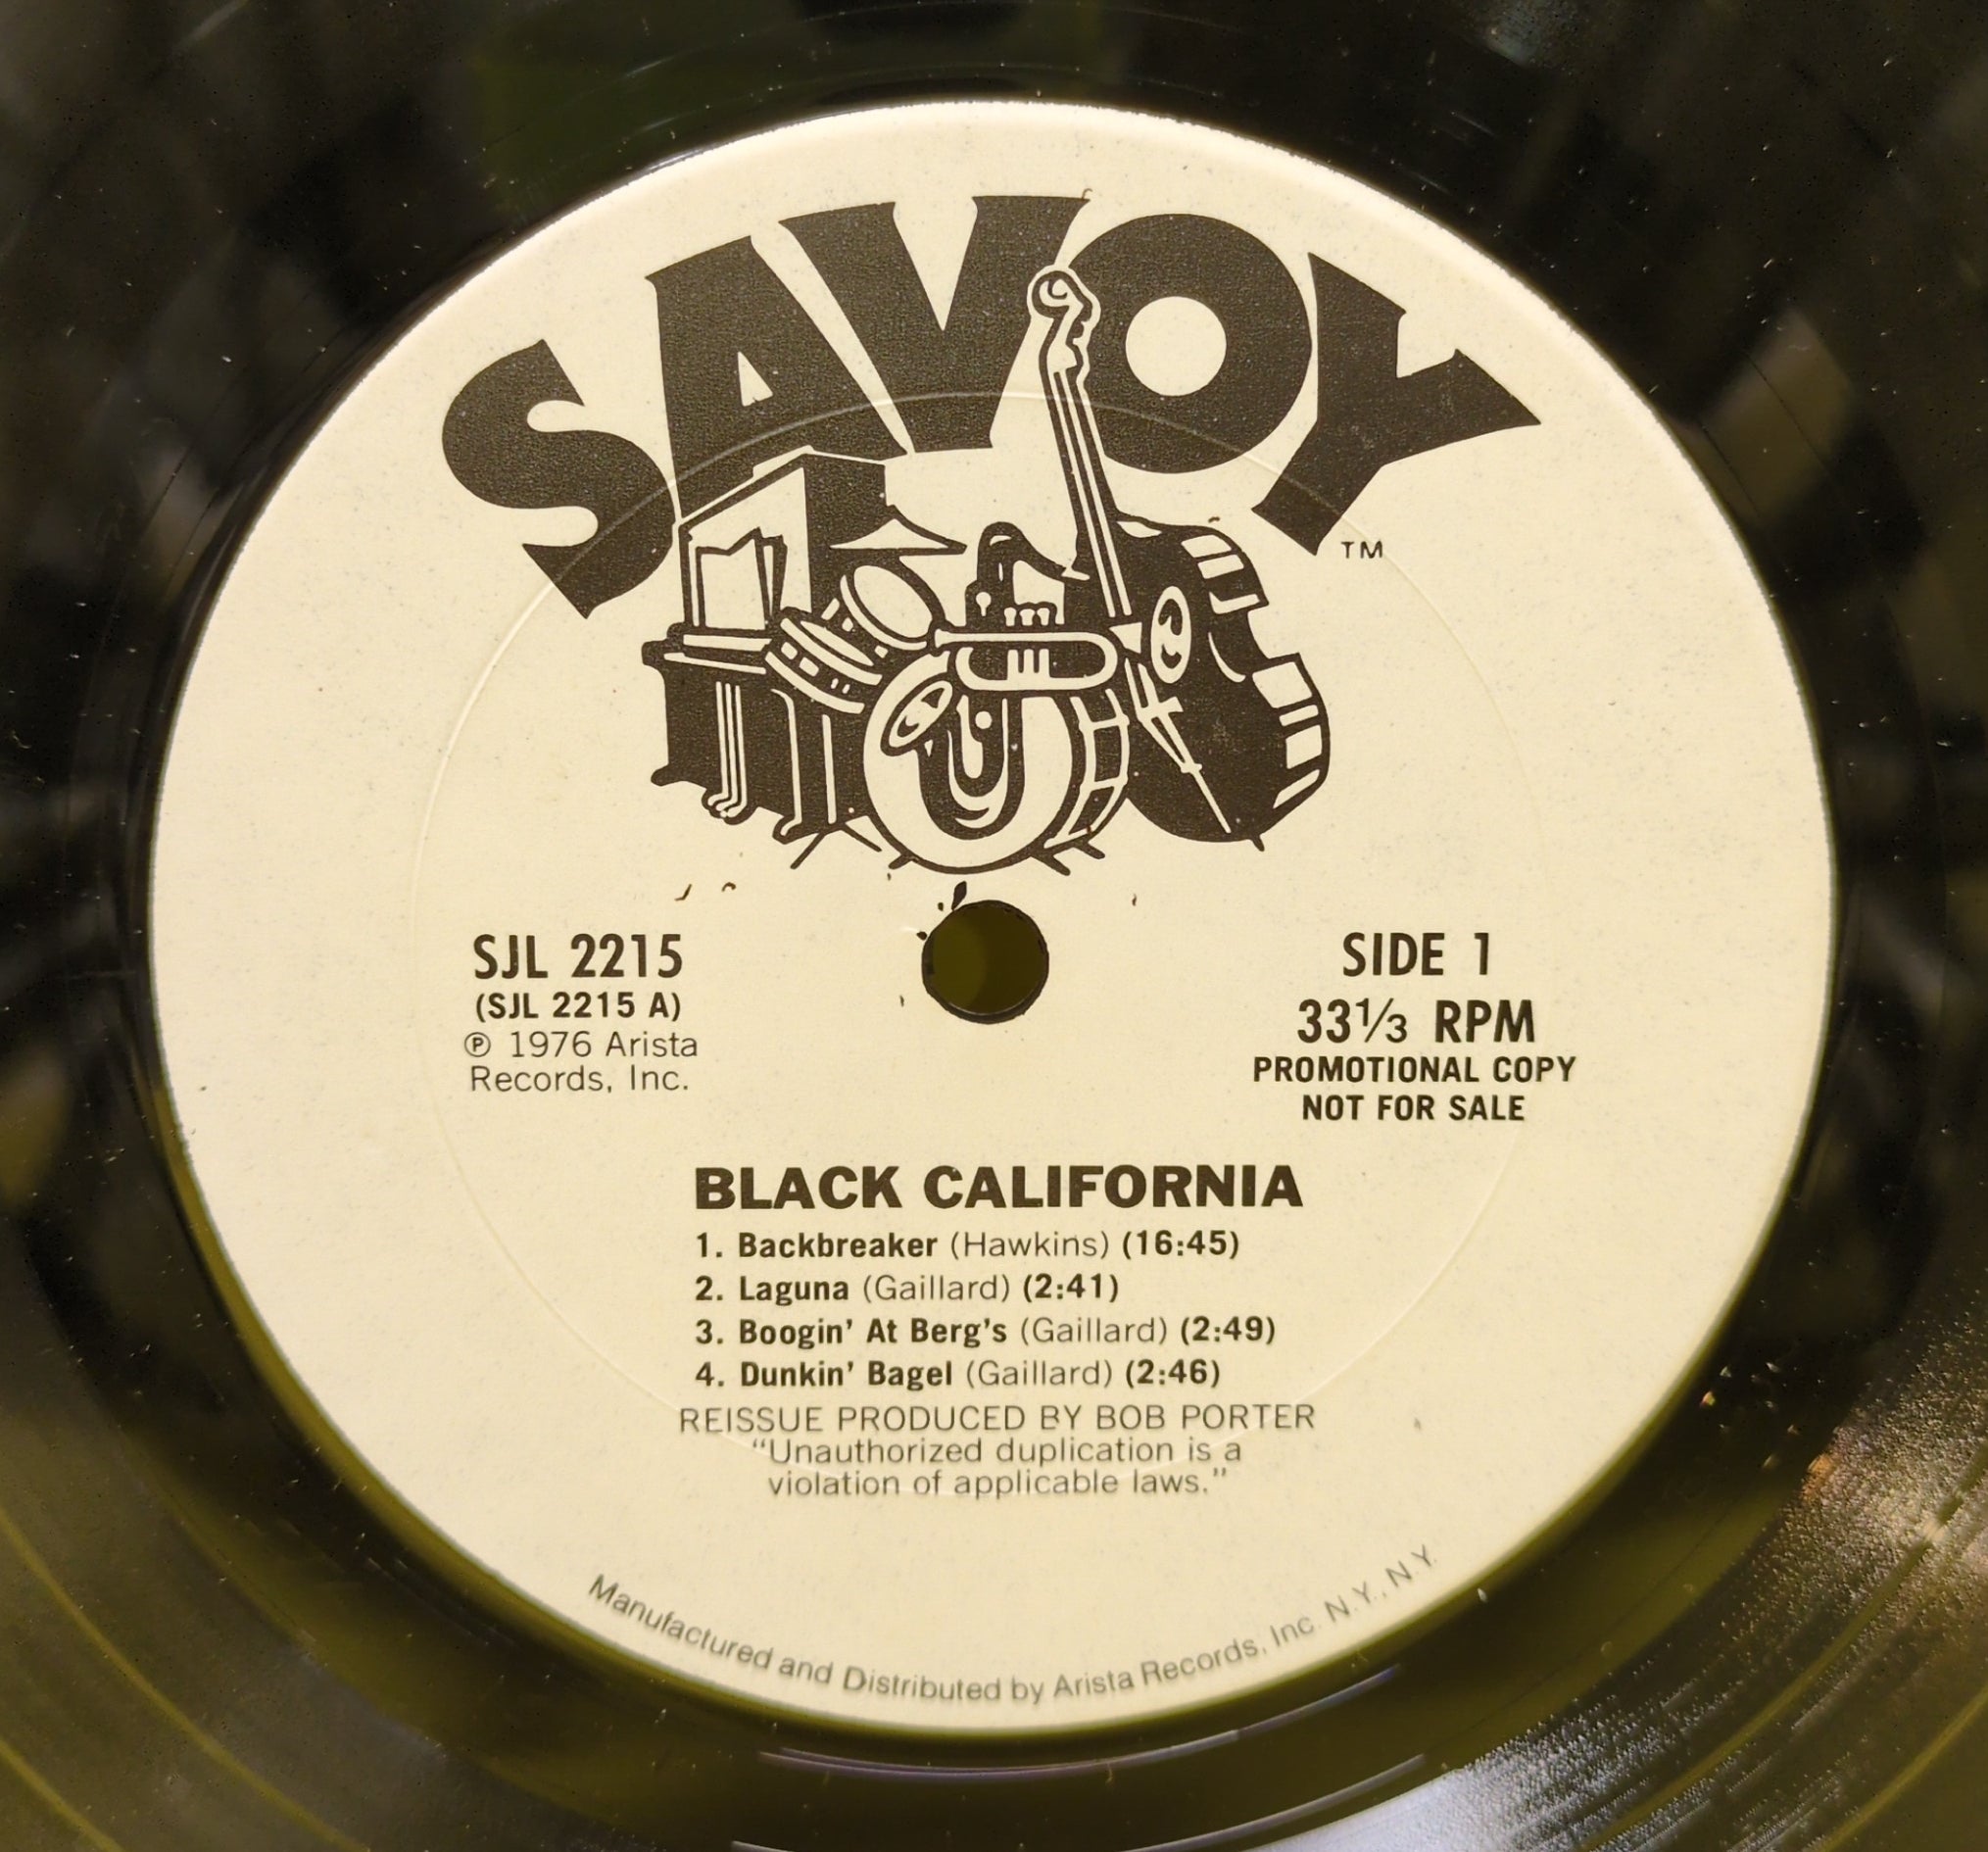 SAVOY
TM
SJL 2215
(SJL 2215 A)
℗ 1976 Arista
Records, Inc.
SIDE 1
33⅓ RPM
PROMOTIONAL COPY
NOT FOR SALE
BLACK CALIFORNIA
1. Backbreaker (Hawkins) (16:45)
2. Laguna (Gaillard) (2:41)
3. Boogin' At Berg's (Gaillard) (2:49)
4. Dunkin' Bagel (Gaillard) (2:46)
REISSUE PRODUCED BY BOB PORTER
"Unauthorized duplication is a
violation of applicable laws."
Manufactured and Distributed by Arista Records, Inc. N.Y., N.Y.